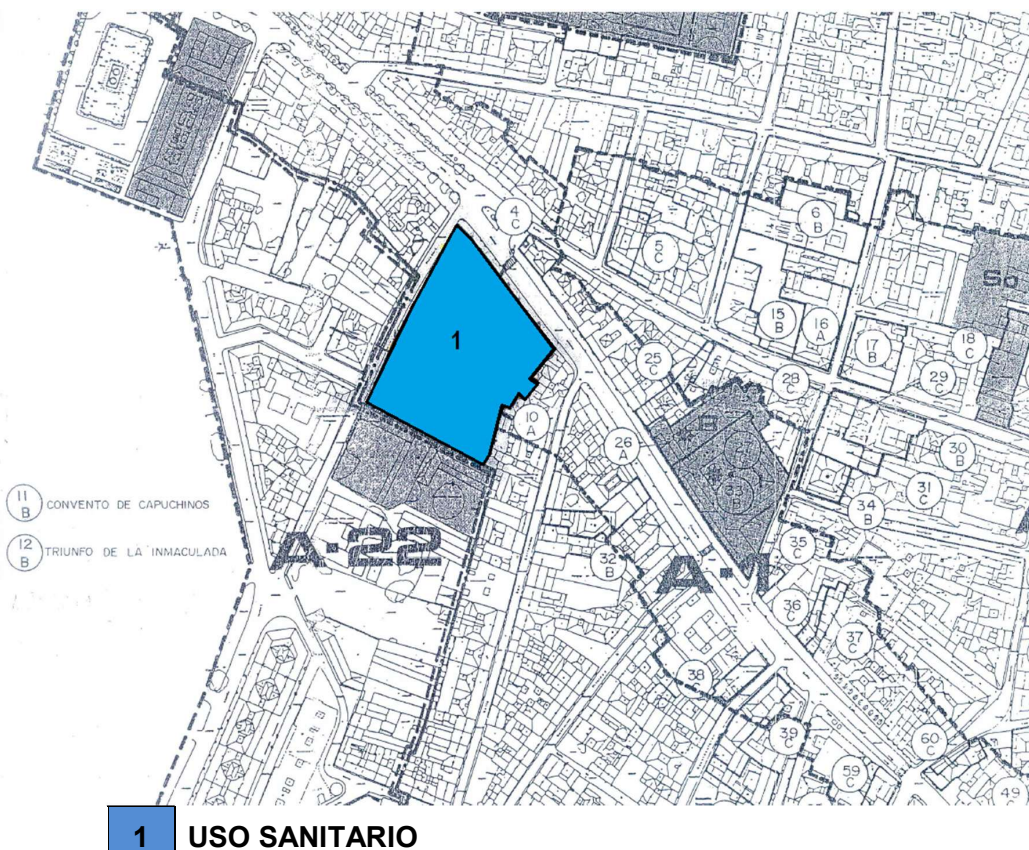 4
C
6
B
5
C
So
1
15
B
16
A
17
B
18
C
25
C
28
C
29
C
10
A
26
A
30
B
31
C
11
B CONVENTO DE CAPUCHINOS
34
B
12
B TRIUNFO DE LA INMACULADA
A-22
35
C
32
B
A-1
36
C
37
C
38
C
39
C
60
C
59
C
49
1 USO SANITARIO